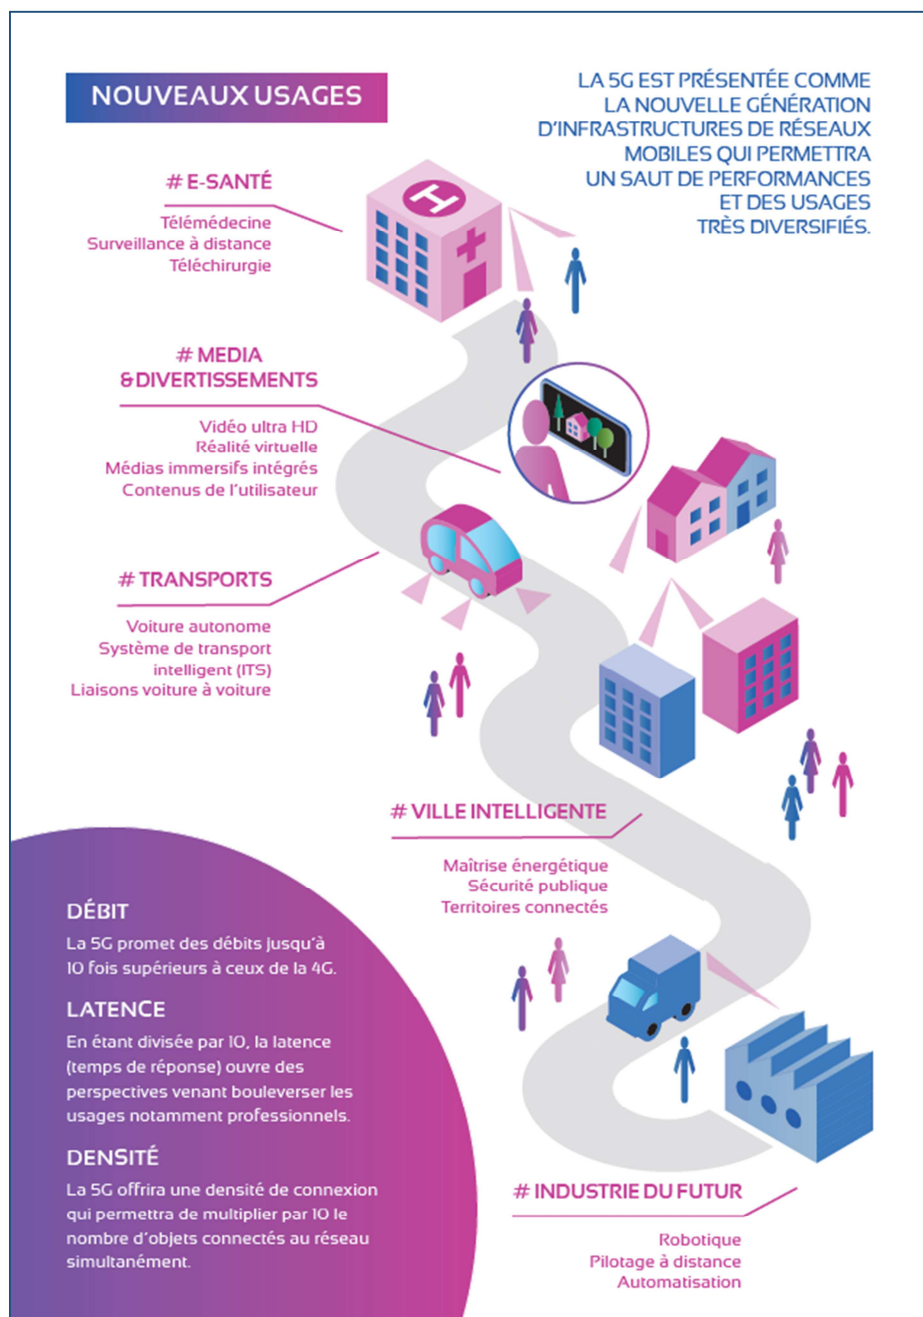 NOUVEAUX USAGES
LA 5G EST PRÉSENTÉE COMME
LA NOUVELLE GÉNÉRATION
D'INFRASTRUCTURES DE RÉSEAUX
MOBILES QUI PERMETTRA
UN SAUT DE PERFORMANCES
ET DES USAGES
TRÈS DIVERSIFIÉS.
# E-SANTÉ
Télémédecine
Surveillance à distance
Téléchirurgie
H
# MEDIA
& DIVERTISSEMENTS
Vidéo ultra HD
Réalité virtuelle
Médias immersifs intégrés
Contenus de l'utilisateur
# TRANSPORTS
Voiture autonome
Système de transport
intelligent (ITS)
Liaisons voiture à voiture
# VILLE INTELLIGENTE
Maîtrise énergétique
Sécurité publique
Territoires connectés
DÉBIT
La 5G promet des débits jusqu'à
10 fois supérieurs à ceux de la 4G.
LATENCE
En étant divisée par 10, la latence
(temps de réponse) ouvre des
perspectives venant bouleverser les
usages notamment professionnels.
DENSITÉ
La 5G offrira une densité de connexion
qui permettra de multiplier par 10 le
nombre d'objets connectés au réseau
simultanément.
# INDUSTRIE DU FUTUR
Robotique
Pilotage à distance
Automatisation